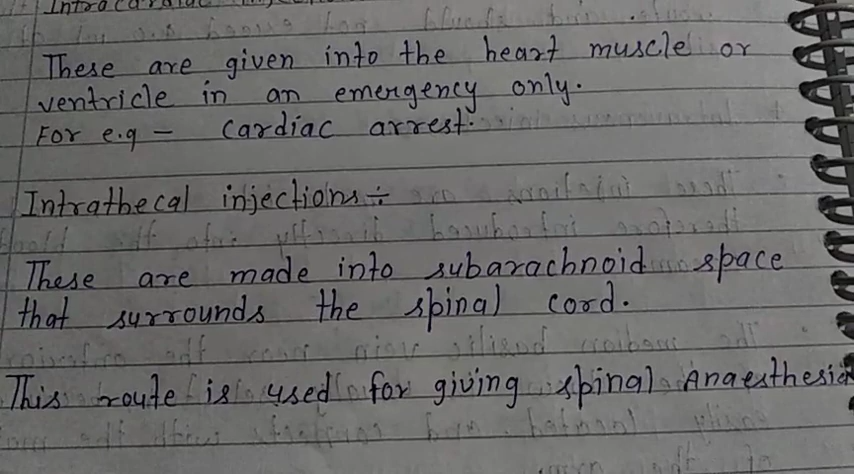 Intracardiac
These are given into the heart muscle or
ventricle in an emergency only.
For e.g - cardiac arrest.
Intrathecal injections ÷
These are made into subarachnoid space
that surrounds the spinal cord.
This route is used for giving spinal Anaesthesia